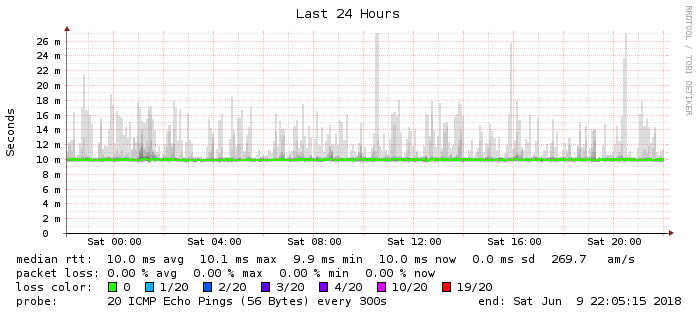 Last 24 Hours
RRDTOOL / TOBI OETIKER
Seconds
26 m
24 m
22 m
20 m
18 m
16 m
14 m
12 m
10 m
8 m
6 m
4 m
2 m
0
Sat 00:00 Sat 04:00 Sat 08:00 Sat 12:00 Sat 16:00 Sat 20:00
median rtt: 10.0 ms avg 10.1 ms max 9.9 ms min 10.0 ms now 0.0 ms sd 269.7 am/s
packet loss: 0.00 % avg 0.00 % max 0.00 % min 0.00 % now
loss color: 0 1/20 2/20 3/20 4/20 10/20 19/20
probe: 20 ICMP Echo Pings (56 Bytes) every 300s end: Sat Jun 9 22:05:15 2018